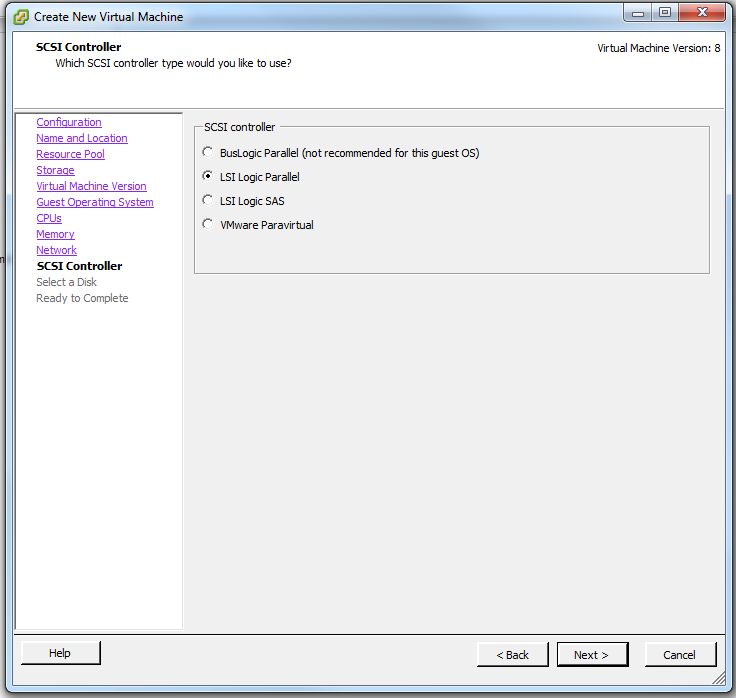 Create New Virtual Machine
SCSI Controller
Which SCSI controller type would you like to use?
Virtual Machine Version: 8
Configuration
Name and Location
Resource Pool
Storage
Virtual Machine Version
Guest Operating System
CPUs
Memory
Network
SCSI Controller
Select a Disk
Ready to Complete
SCSI controller
BusLogic Parallel (not recommended for this guest OS)
LSI Logic Parallel
LSI Logic SAS
VMware Paravirtual
Help
< Back
Next >
Cancel